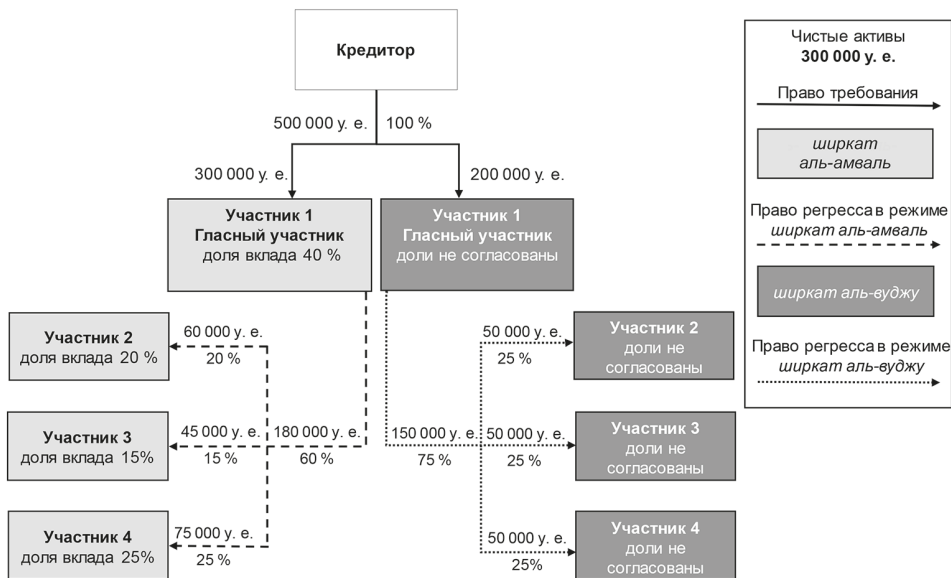 Кредитор
500 000 у. е. 100 %
300 000 у. е.
200 000 у. е.
Участник 1
Гласный участник
доля вклада 40 %
Участник 1
Гласный участник
доли не согласованы
Участник 2
доля вклада 20 %
60 000 у. е.
20 %
50 000 у. е.
25 %
Участник 2
доли не
согласованы
Участник 3
доля вклада 15%
45 000 у. е.
15 %
180 000 у. е.
60 %
150 000 у. е.
75 %
50 000 у. е.
25 %
Участник 3
доли не
согласованы
Участник 4
доля вклада 25%
75 000 у. е.
25 %
50 000 у. е.
25%
Участник 4
доли не
согласованы
Чистые активы
300 000 у. е.
Право требования
ширкат
аль-амваль
Право регресса в режиме
ширкат аль-амваль
ширкат аль-вуджу
Право регресса в режиме
ширкат аль-вуджу